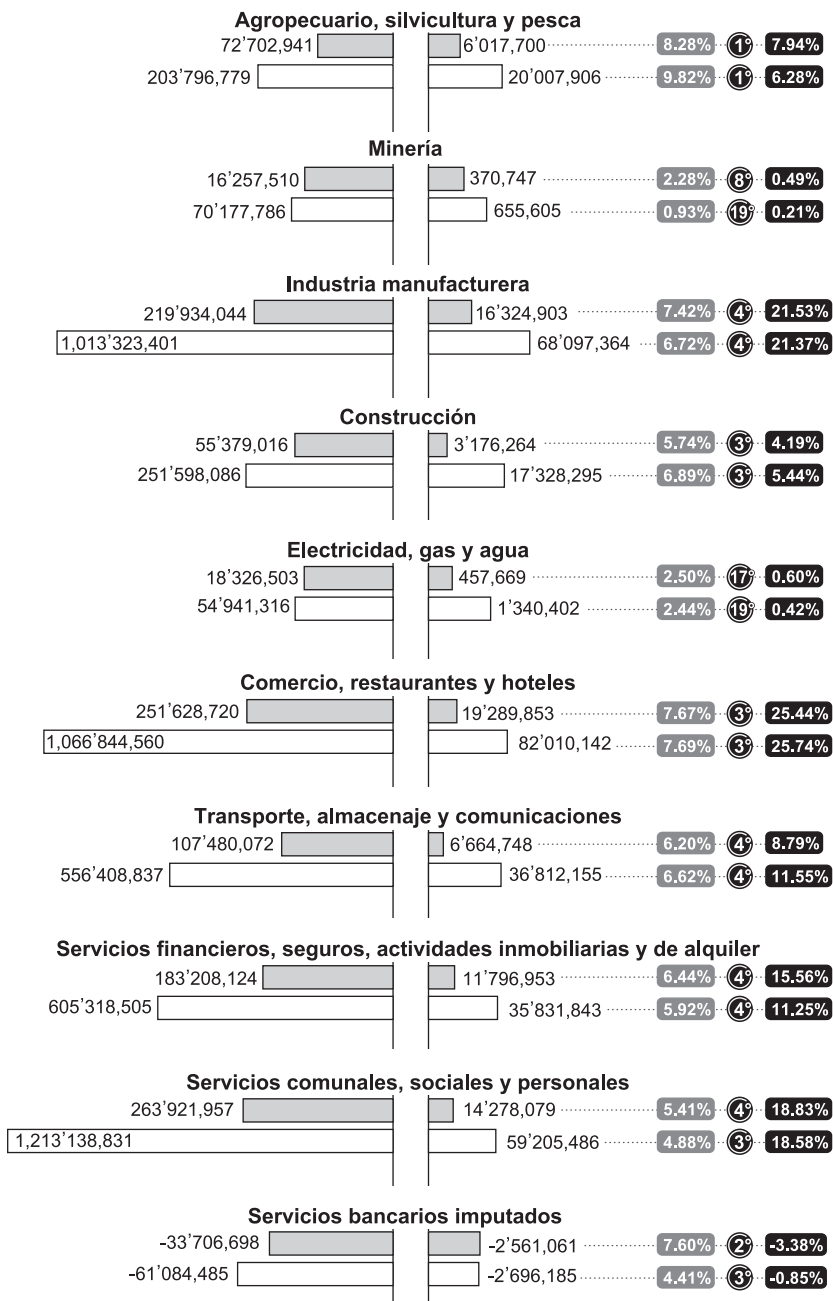 Agropecuario, silvicultura y pesca
72'702,941 6'017,700 8.28% 1° 7.94%
203'796,779 20'007,906 9.82% 1° 6.28%
Minería
16'257,510 370,747 2.28% 8° 0.49%
70'177,786 655,605 0.93% 19° 0.21%
Industria manufacturera
219'934,044 16'324,903 7.42% 4° 21.53%
1,013'323,401 68'097,364 6.72% 4° 21.37%
Construcción
55'379,016 3'176,264 5.74% 3° 4.19%
251'598,086 17'328,295 6.89% 3° 5.44%
Electricidad, gas y agua
18'326,503 457,669 2.50% 17° 0.60%
54'941,316 1'340,402 2.44% 19° 0.42%
Comercio, restaurantes y hoteles
251'628,720 19'289,853 7.67% 3° 25.44%
1,066'844,560 82'010,142 7.69% 3° 25.74%
Transporte, almacenaje y comunicaciones
107'480,072 6'664,748 6.20% 4° 8.79%
556'408,837 36'812,155 6.62% 4° 11.55%
Servicios financieros, seguros, actividades inmobiliarias y de alquiler
183'208,124 11'796,953 6.44% 4° 15.56%
605'318,505 35'831,843 5.92% 4° 11.25%
Servicios comunales, sociales y personales
263'921,957 14'278,079 5.41% 4° 18.83%
1,213'138,831 59'205,486 4.88% 3° 18.58%
Servicios bancarios imputados
-33'706,698 -2'561,061 7.60% 2° -3.38%
-61'084,485 -2'696,185 4.41% 3° -0.85%